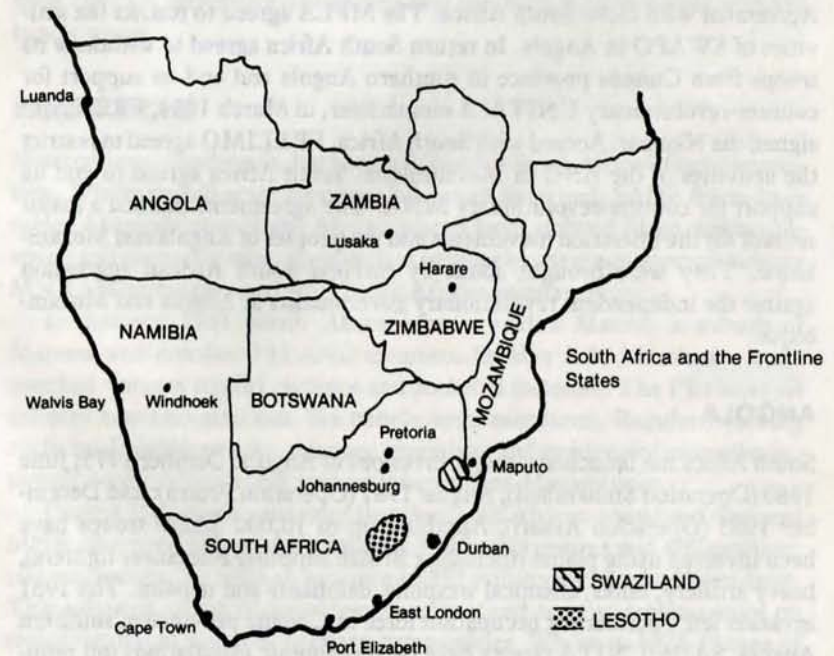 Luanda
ANGOLA
ZAMBIA
Lusaka
Harare
NAMIBIA
ZIMBABWE
MOZAMBIQUE
South Africa and the Frontline
States
Walvis Bay
Windhoek
BOTSWANA
Pretoria
Johannesburg
Maputo
SOUTH AFRICA
Durban
SWAZILAND
LESOTHO
East London
Cape Town
Port Elizabeth